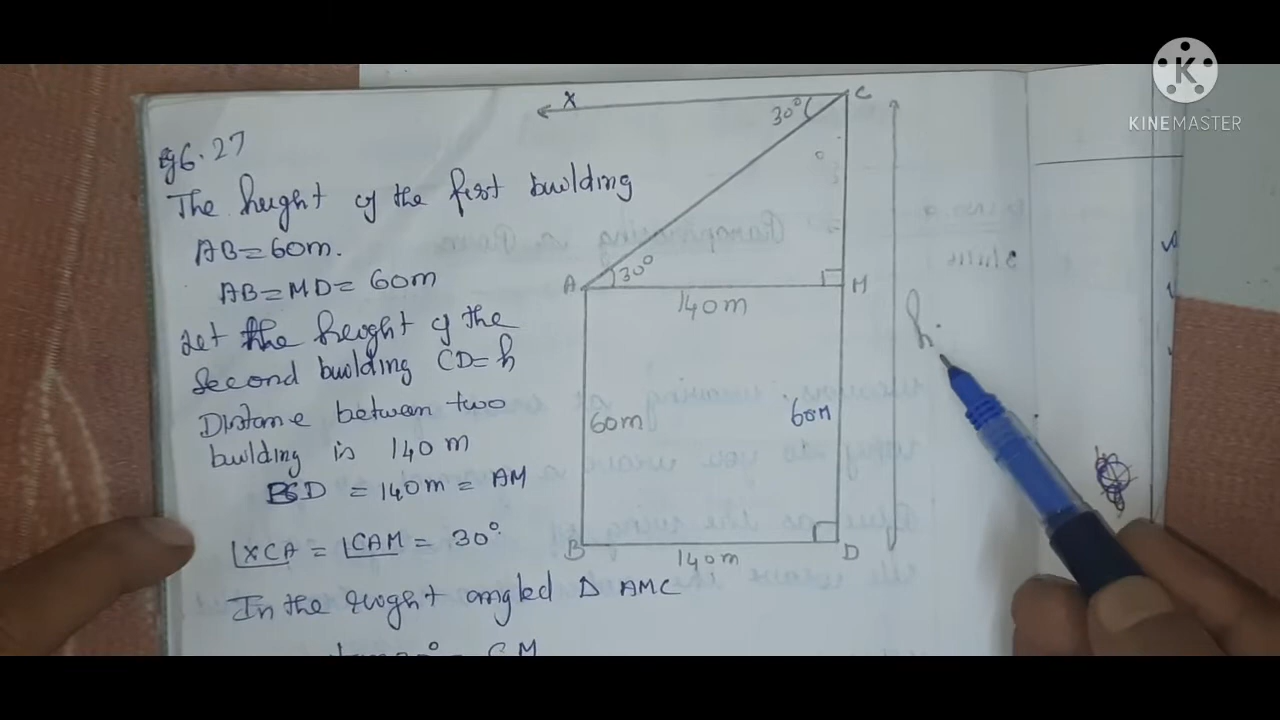 Eg 6.27
The height of the first building
AB = 60m.
AB = MD = 60m
Let the height of the
second building CD = h
Distance between two
building is 140 m
BD = 140m = AM
∠XCA = ∠CAM = 30°
In the right angled Δ AMC
CM
X
30°
C
A
30°
M
140m
h
60m
60m
B
140m
D
K
KINEMASTER